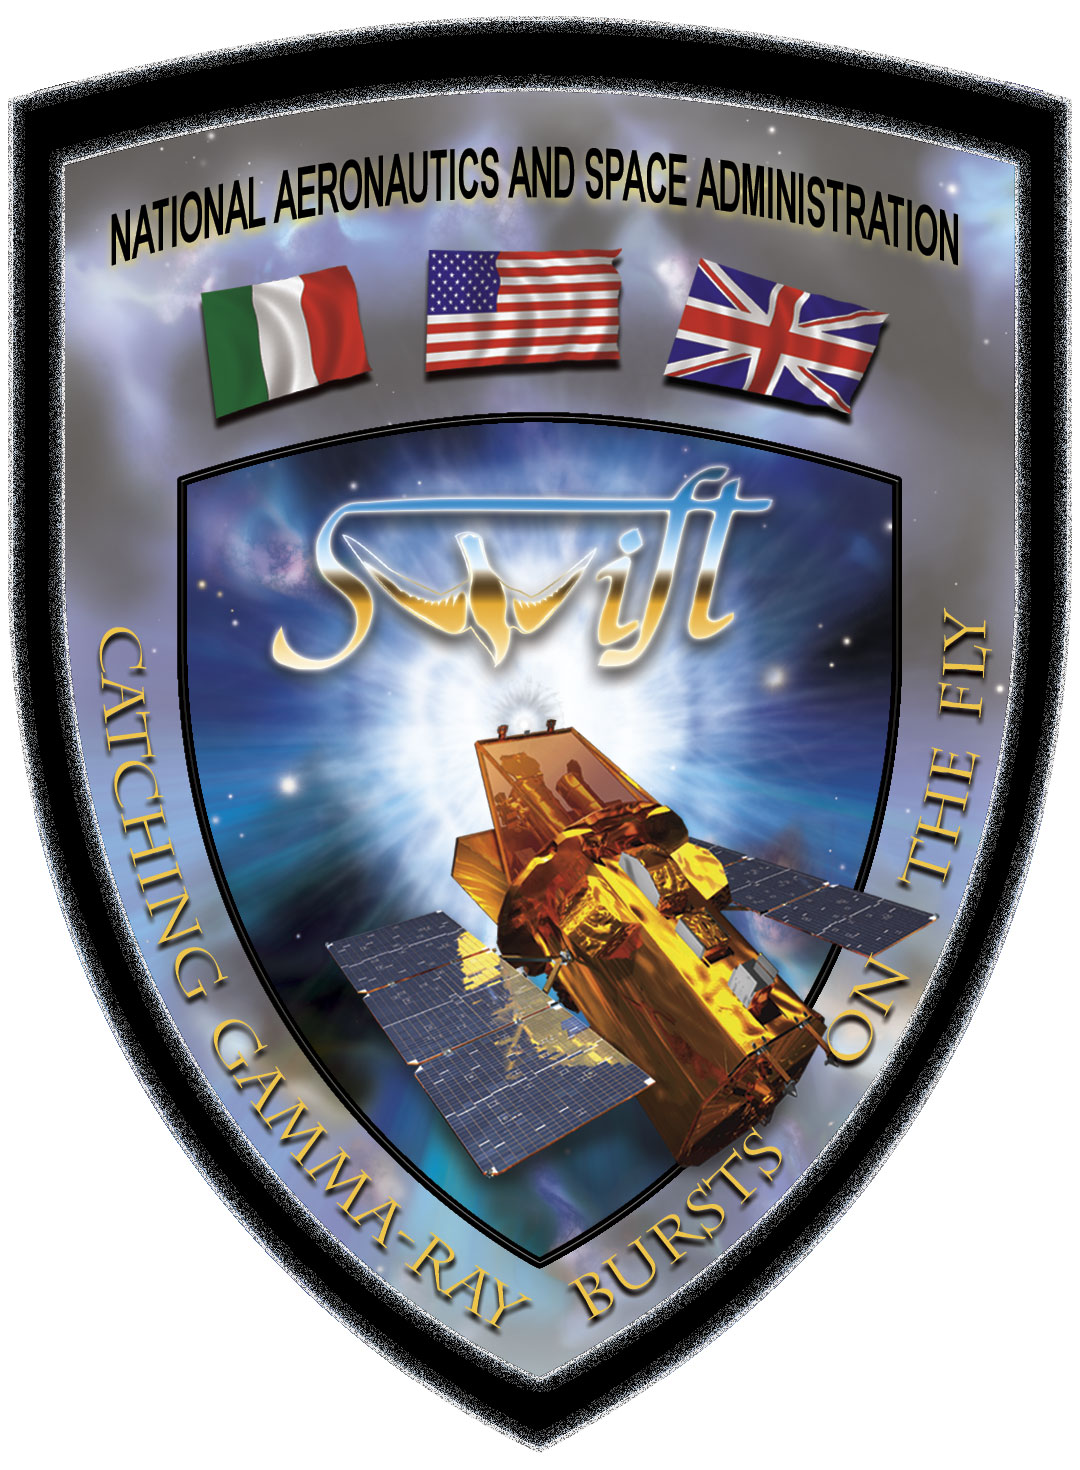 NATIONAL AERONAUTICS AND SPACE ADMINISTRATION
Swift
CATCHING GAMMA-RAY BURSTS ON THE FLY